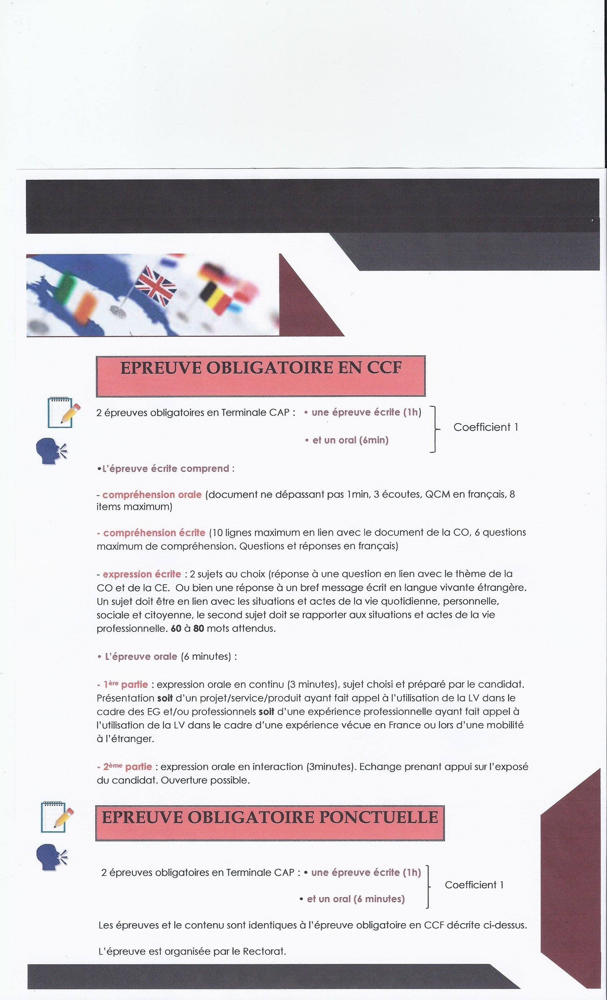 EPREUVE OBLIGATOIRE EN CCF
2 épreuves obligatoires en Terminale CAP : • une épreuve écrite (1h)
Coefficient 1
• et un oral (6min)
•L'épreuve écrite comprend :
- compréhension orale (document ne dépassant pas 1min, 3 écoutes, QCM en français, 8
items maximum)
- compréhension écrite (10 lignes maximum en lien avec le document de la CO, 6 questions
maximum de compréhension. Questions et réponses en français)
- expression écrite : 2 sujets au choix (réponse à une question en lien avec le thème de la
CO et de la CE. Ou bien une réponse à un bref message écrit en langue vivante étrangère.
Un sujet doit être en lien avec les situations et actes de la vie quotidienne, personnelle,
sociale et citoyenne, le second sujet doit se rapporter aux situations et actes de la vie
professionnelle. 60 à 80 mots attendus.
• L'épreuve orale (6 minutes) :
- 1ère partie : expression orale en continu (3 minutes), sujet choisi et préparé par le candidat.
Présentation soit d'un projet/service/produit ayant fait appel à l'utilisation de la LV dans le
cadre des EG et/ou professionnels soit d'une expérience professionnelle ayant fait appel à
l'utilisation de la LV dans le cadre d'une expérience vécue en France ou lors d'une mobilité
à l'étranger.
- 2ème partie : expression orale en interaction (3minutes). Echange prenant appui sur l'exposé
du candidat. Ouverture possible.
EPREUVE OBLIGATOIRE PONCTUELLE
2 épreuves obligatoires en Terminale CAP : • une épreuve écrite (1h)
Coefficient 1
• et un oral (6 minutes)
Les épreuves et le contenu sont identiques à l'épreuve obligatoire en CCF décrite ci-dessus.
L'épreuve est organisée par le Rectorat.